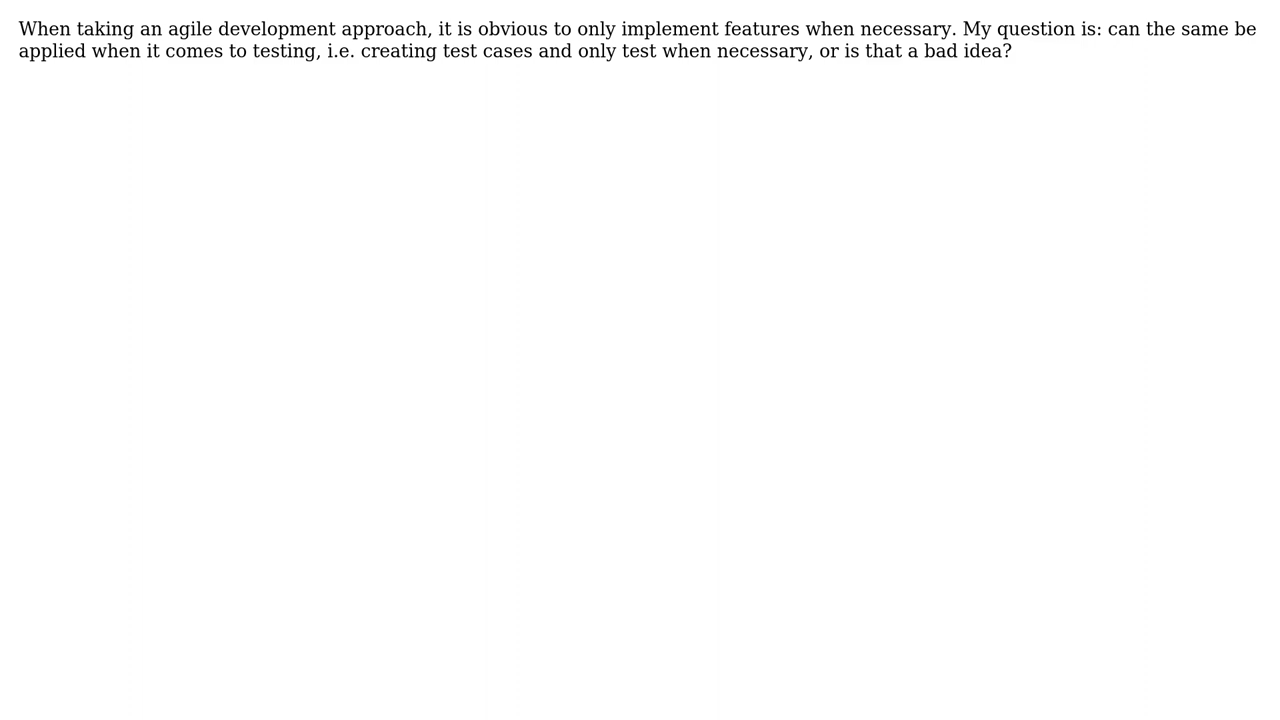 When taking an agile development approach, it is obvious to only implement features when necessary. My question is: can the same be
applied when it comes to testing, i.e. creating test cases and only test when necessary, or is that a bad idea?